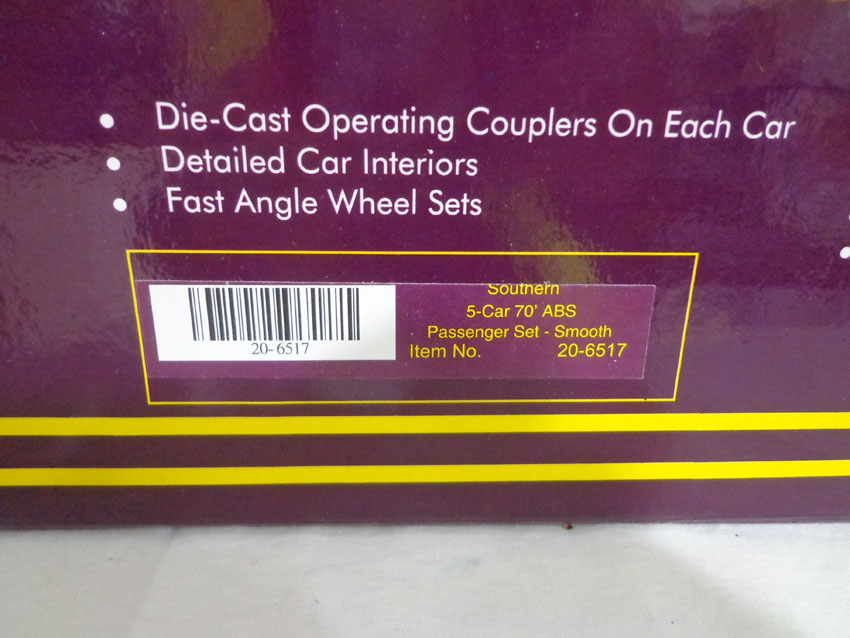 • Die-Cast Operating Couplers On Each Car
• Detailed Car Interiors
• Fast Angle Wheel Sets
Southern
5-Car 70' ABS
Passenger Set - Smooth
Item No. 20-6517
20-6517